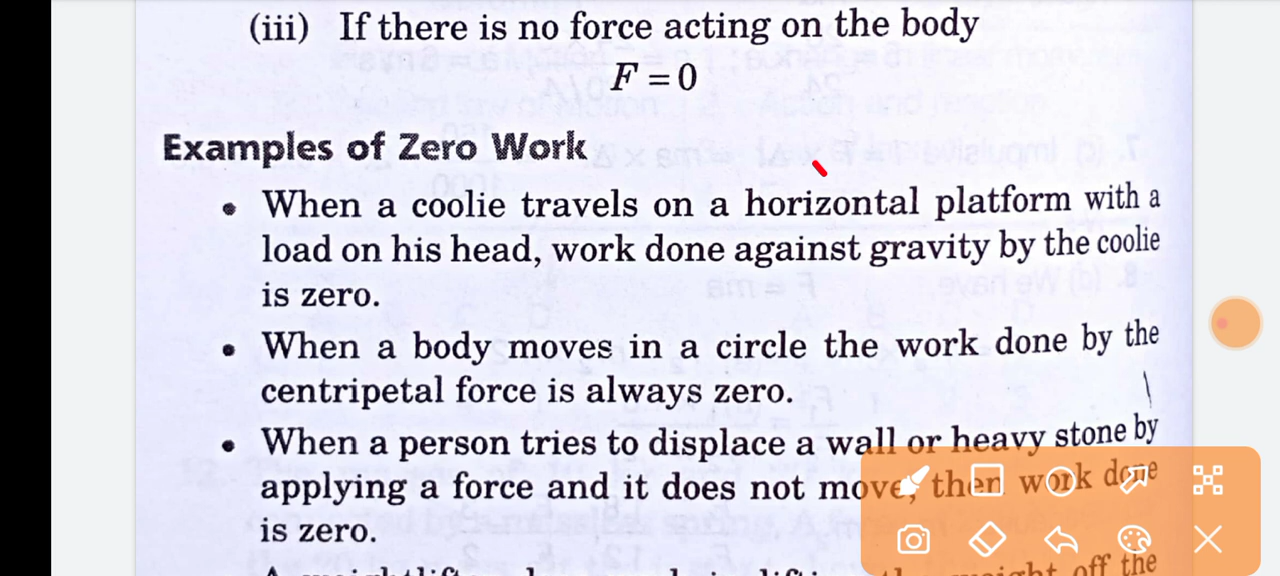 (iii) If there is no force acting on the body
F = 0
Examples of Zero Work
• When a coolie travels on a horizontal platform with a
load on his head, work done against gravity by the coolie
is zero.
• When a body moves in a circle the work done by the
centripetal force is always zero.
• When a person tries to displace a wall or heavy stone by
applying a force and it does not move, then work done
is zero.
off the